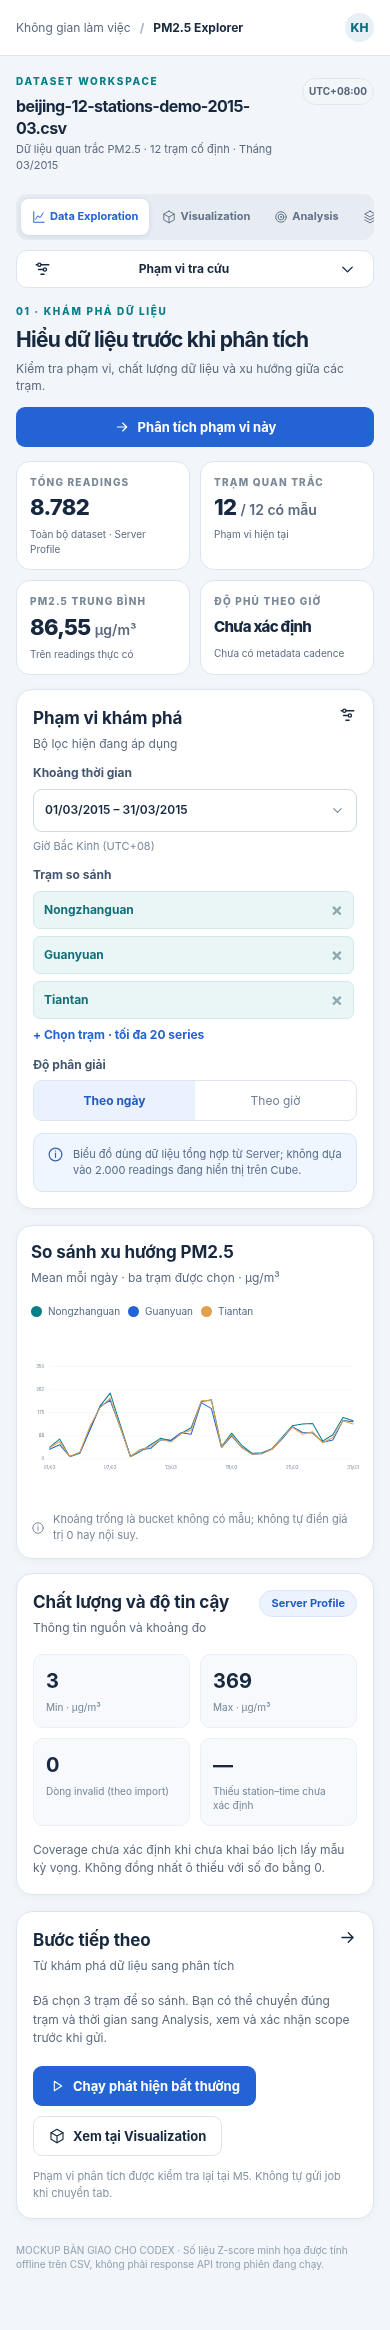 Không gian làm việc / PM2.5 Explorer
KH
DATASET WORKSPACE
beijing-12-stations-demo-2015-
03.csv
UTC+08:00
Dữ liệu quan trắc PM2.5 · 12 trạm cố định · Tháng
03/2015
Data Exploration
Visualization
Analysis
Phạm vi tra cứu
01 · KHÁM PHÁ DỮ LIỆU
Hiểu dữ liệu trước khi phân tích
Kiểm tra phạm vi, chất lượng dữ liệu và xu hướng giữa các
trạm.
Phân tích phạm vi này
TỔNG READINGS
8.782
Toàn bộ dataset · Server
Profile
TRẠM QUAN TRẮC
12 / 12 có mẫu
Phạm vi hiện tại
PM2.5 TRUNG BÌNH
86,55 µg/m³
Trên readings thực có
ĐỘ PHỦ THEO GIỜ
Chưa xác định
Chưa có metadata cadence
Phạm vi khám phá
Bộ lọc hiện đang áp dụng
Khoảng thời gian
01/03/2015 – 31/03/2015
Giờ Bắc Kinh (UTC+08)
Trạm so sánh
Nongzhanguan ×
Guanyuan ×
Tiantan ×
+ Chọn trạm · tối đa 20 series
Độ phân giải
Theo ngày
Theo giờ
Biểu đồ dùng dữ liệu tổng hợp từ Server; không dựa
vào 2.000 readings đang hiển thị trên Cube.
So sánh xu hướng PM2.5
Mean mỗi ngày · ba trạm được chọn · µg/m³
Nongzhanguan
Guanyuan
Tiantan
175
0
01/03
07/03
13/03
19/03
25/03
31/03
Khoảng trống là bucket không có mẫu; không tự điền giá
trị 0 hay nội suy.
Chất lượng và độ tin cậy
Server Profile
Thông tin nguồn và khoảng đo
3
Min · µg/m³
369
Max · µg/m³
0
Dòng invalid (theo import)
—
Thiếu station–time chưa
xác định
Coverage chưa xác định khi chưa khai báo lịch lấy mẫu
kỳ vọng. Không đồng nhất ô thiếu với số đo bằng 0.
Bước tiếp theo
Từ khám phá dữ liệu sang phân tích
Đã chọn 3 trạm để so sánh. Bạn có thể chuyển đúng
trạm và thời gian sang Analysis, xem và xác nhận scope
trước khi gửi.
Chạy phát hiện bất thường
Xem tại Visualization
Phạm vi phân tích được kiểm tra lại tại M5. Không tự gửi job
khi chuyển tab.
MOCKUP BÀN GIAO CHO CODEX · Số liệu Z-score minh họa được tính
offline trên CSV, không phải response API trong phiên đang chạy.